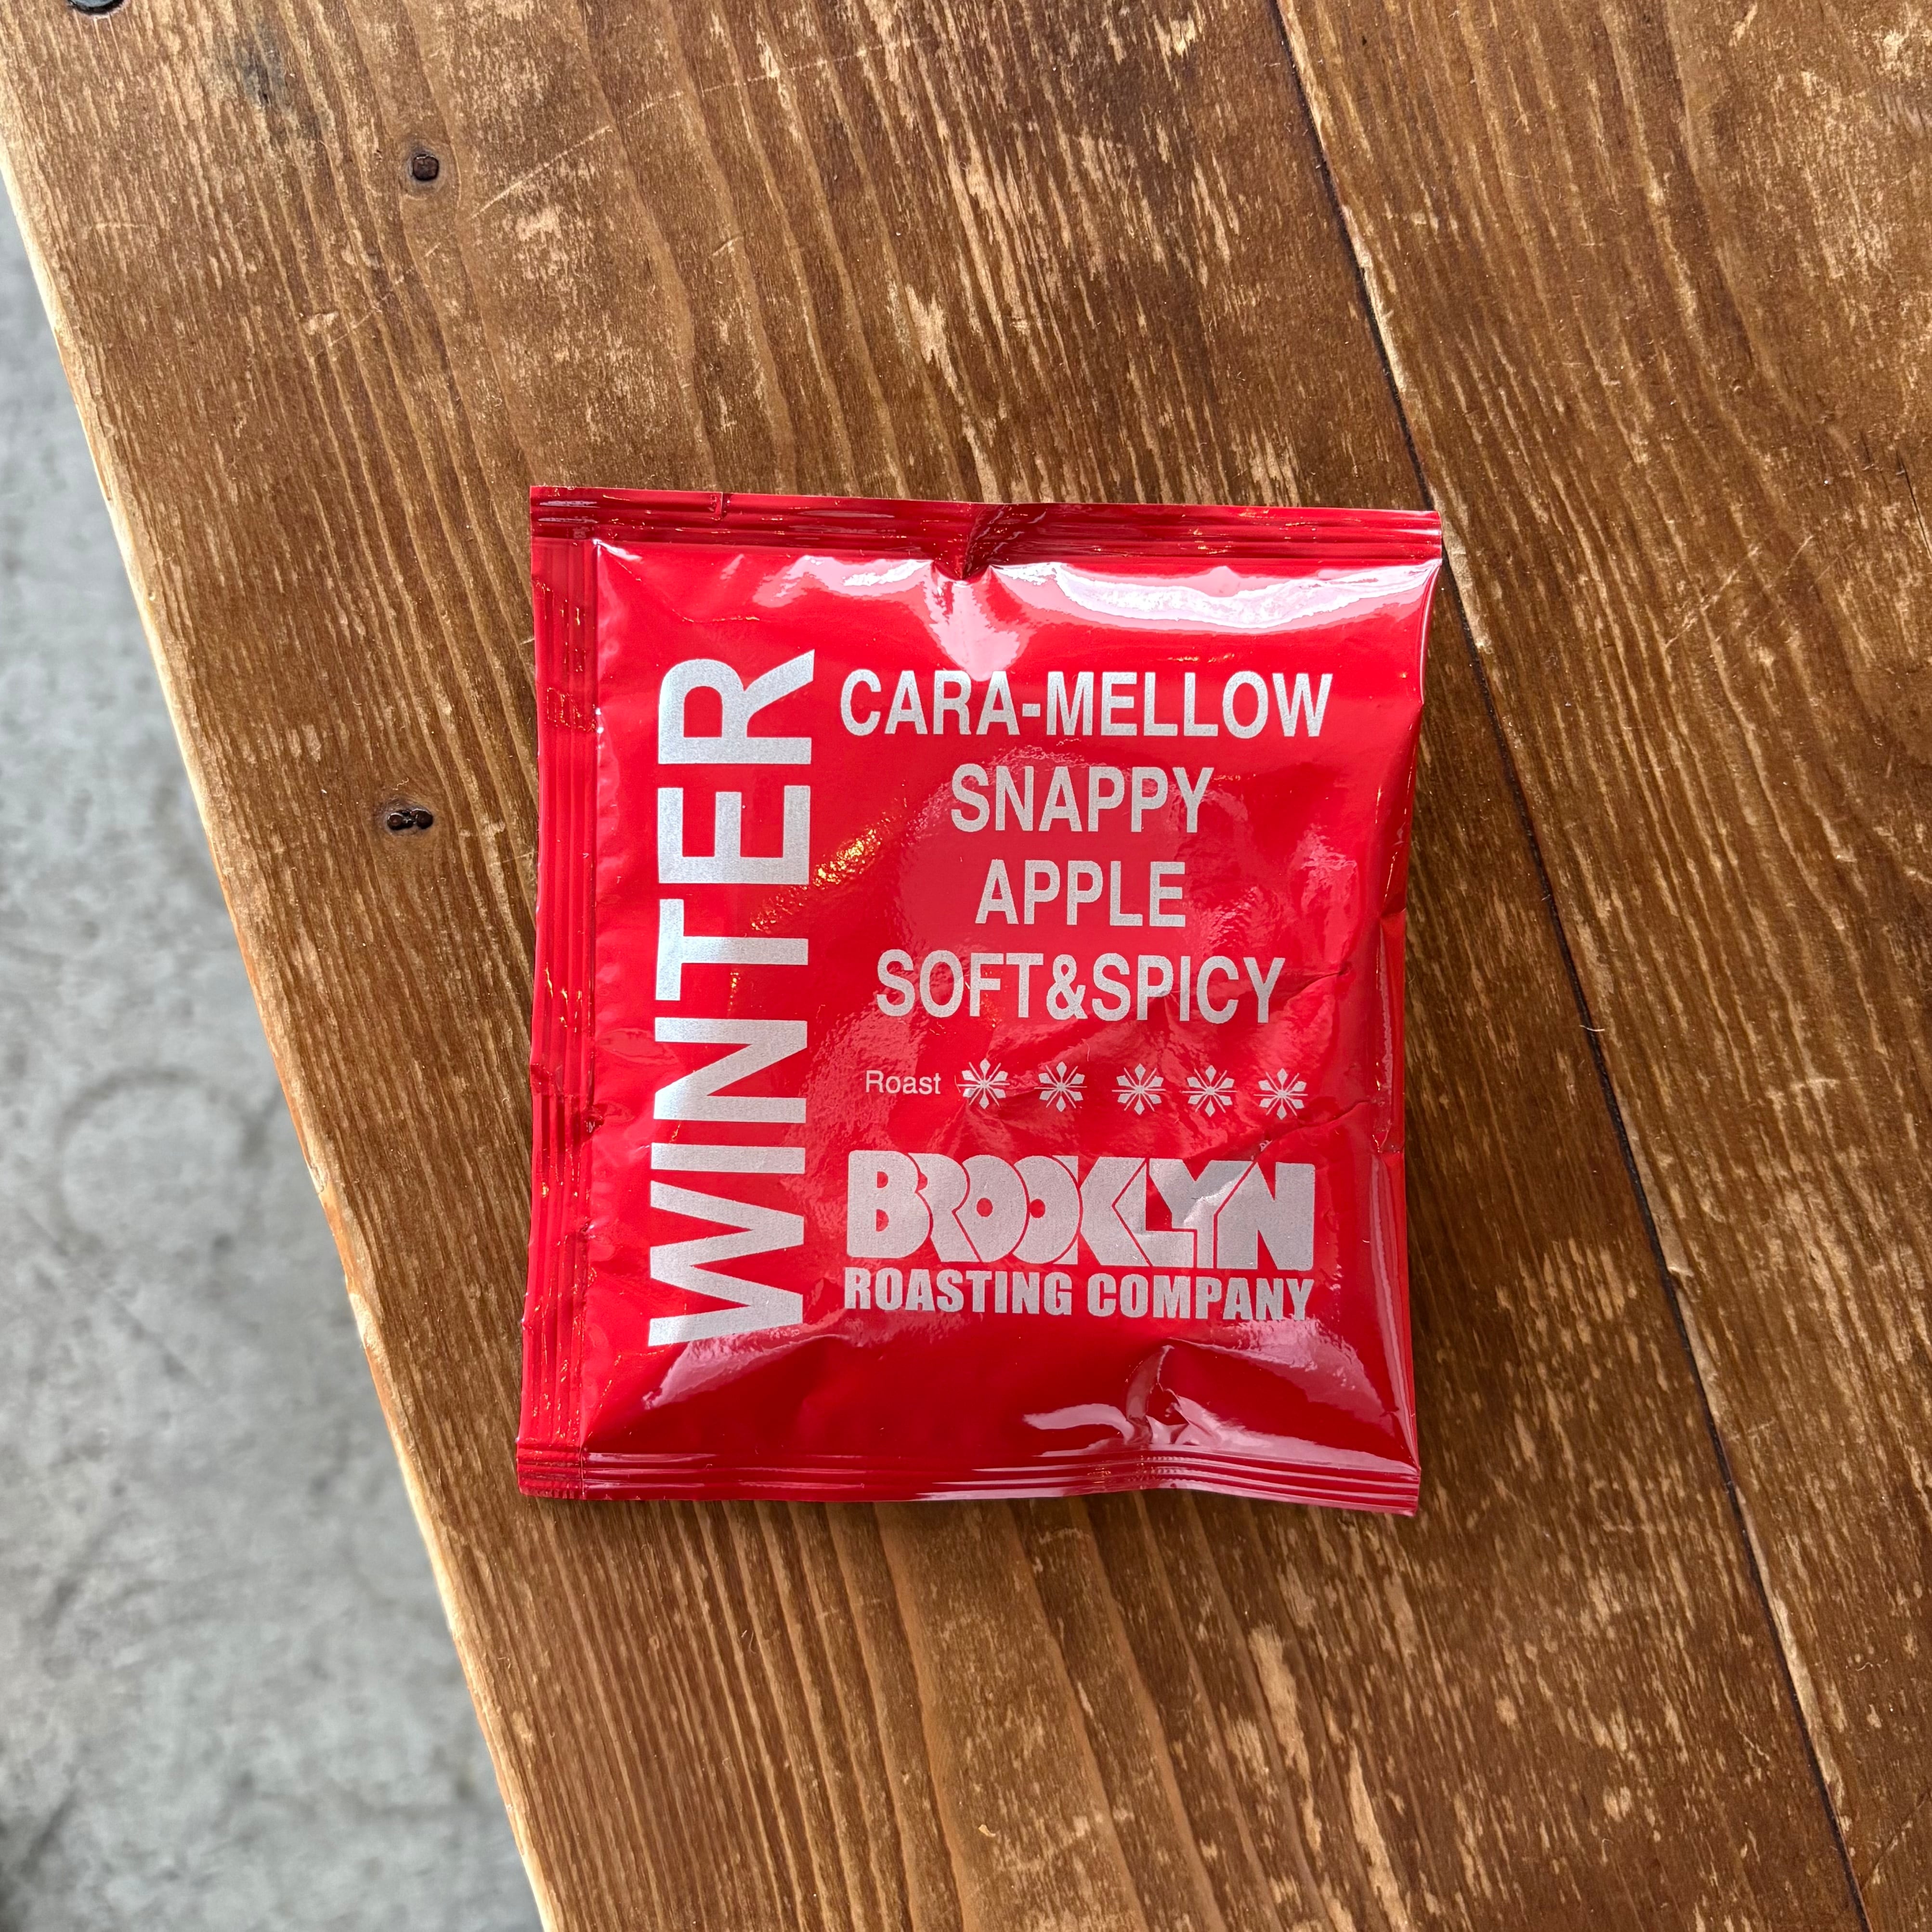 WINTER
CARA-MELLOW
SNAPPY
APPLE
SOFT&SPICY
Roast
BROOKLYN
ROASTING COMPANY